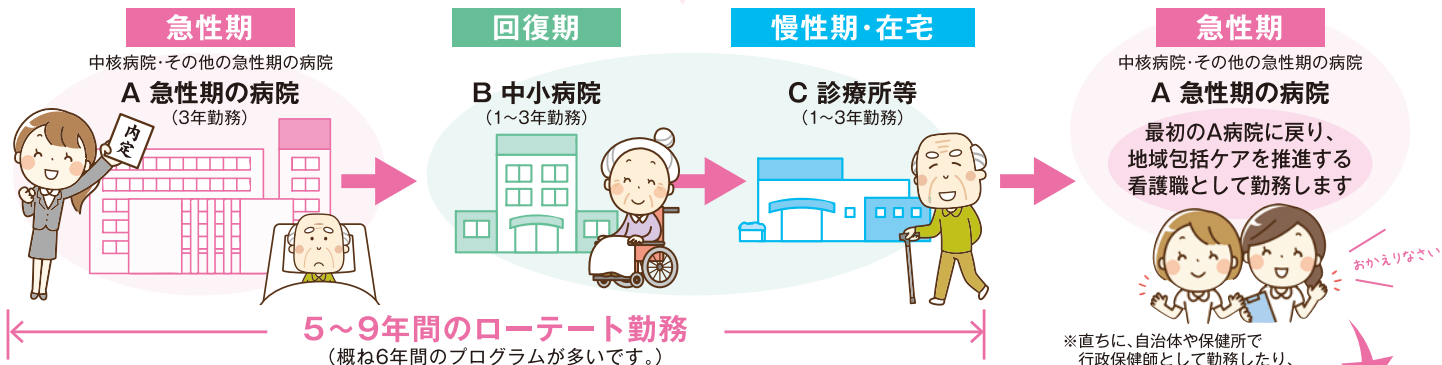 急性期
中核病院･その他の急性期の病院
A 急性期の病院
（3年勤務）
内定
回復期
B 中小病院
（1〜3年勤務）
慢性期･在宅
C 診療所等
（1〜3年勤務）
急性期
中核病院･その他の急性期の病院
A 急性期の病院
最初のA病院に戻り、
地域包括ケアを推進する
看護職として勤務します
おかえりなさい
5〜9年間のローテート勤務
（概ね6年間のプログラムが多いです。）
※直ちに、自治体や保健所で
行政保健師として勤務したり、